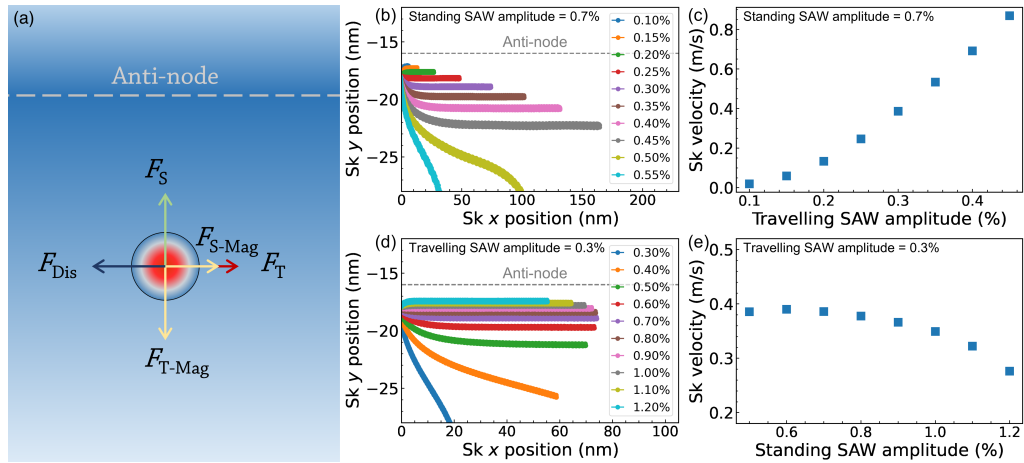 (a)
Anti-node
F_S
F_S-Mag
F_Dis
F_T
F_T-Mag
(b)
Standing SAW amplitude = 0.7%
Anti-node
0.10%
0.15%
0.20%
0.25%
0.30%
0.35%
0.40%
0.45%
0.50%
0.55%
Sk y position (nm)
−15
−20
−25
0
50
100
150
200
Sk x position (nm)
(c)
Standing SAW amplitude = 0.7%
Sk velocity (m/s)
0.8
0.6
0.4
0.2
0.0
0.1
0.2
0.3
0.4
Travelling SAW amplitude (%)
(d)
Travelling SAW amplitude = 0.3%
Anti-node
0.30%
0.40%
0.50%
0.60%
0.70%
0.80%
0.90%
1.00%
1.10%
1.20%
Sk y position (nm)
−15
−20
−25
0
20
40
60
80
100
Sk x position (nm)
(e)
Travelling SAW amplitude = 0.3%
Sk velocity (m/s)
0.5
0.4
0.3
0.2
0.6
0.8
1.0
1.2
Standing SAW amplitude (%)